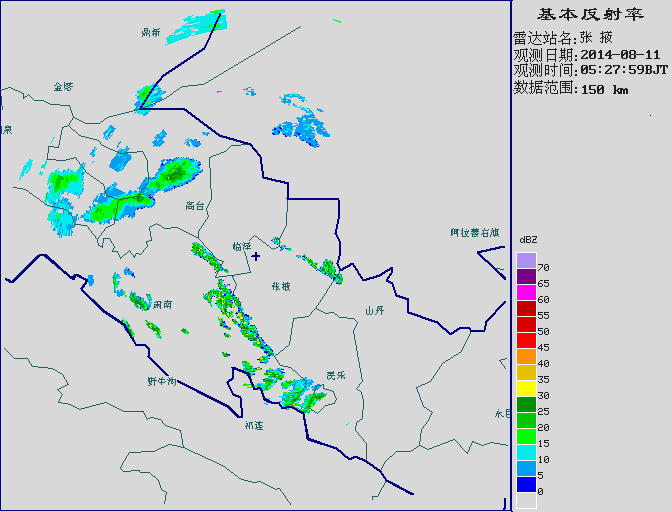 基本反射率
雷达站名:张 掖
观测日期:2014-08-11
观测时间:05:27:59BJT
数据范围:150 km
鼎新
金塔
泉
高台
临泽
阿拉善右旗
张掖
肃南
山丹
民乐
野牛沟
祁连
永昌
dBZ
70
65
60
55
50
45
40
35
30
25
20
15
10
5
0